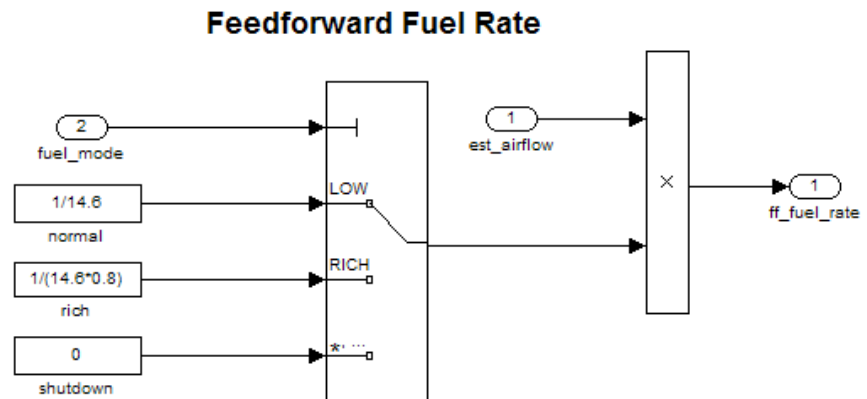 Feedforward Fuel Rate
2
fuel_mode
1
est_airflow
LOW
1/14.6
normal
×
1
ff_fuel_rate
RICH
1/(14.6*0.8)
rich
*, ...
0
shutdown